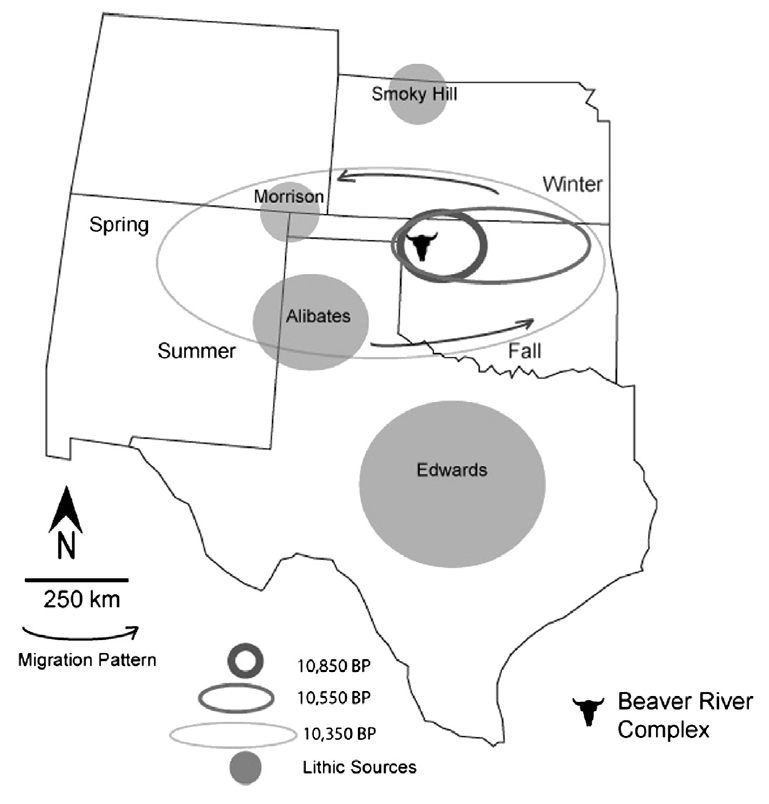 Smoky Hill
Winter
Morrison
Spring
Alibates
Summer
Fall
Edwards
N
250 km
Migration Pattern
10,850 BP
10,550 BP
10,350 BP
Lithic Sources
Beaver River
Complex